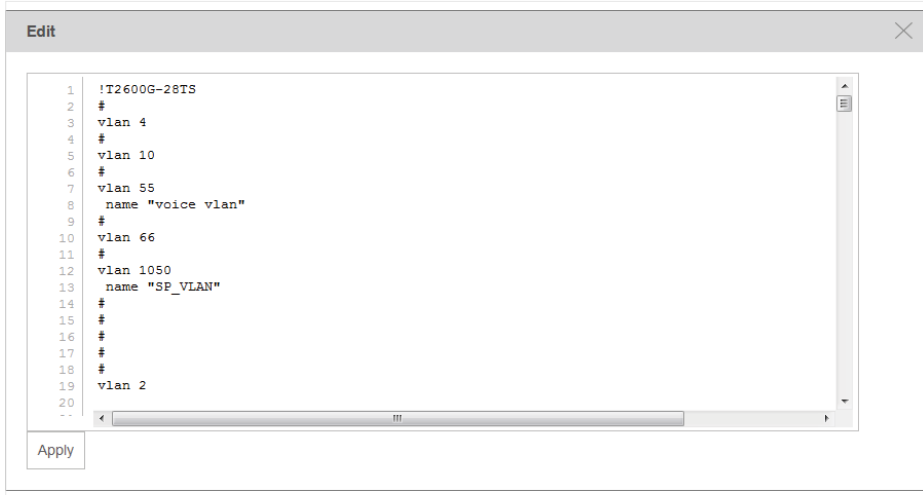 Edit
1 !T2600G-28TS
2 #
3 vlan 4
4 #
5 vlan 10
6 #
7 vlan 55
8 name "voice vlan"
9 #
10 vlan 66
11 #
12 vlan 1050
13 name "SP_VLAN"
14 #
15 #
16 #
17 #
18 #
19 vlan 2
20
Apply